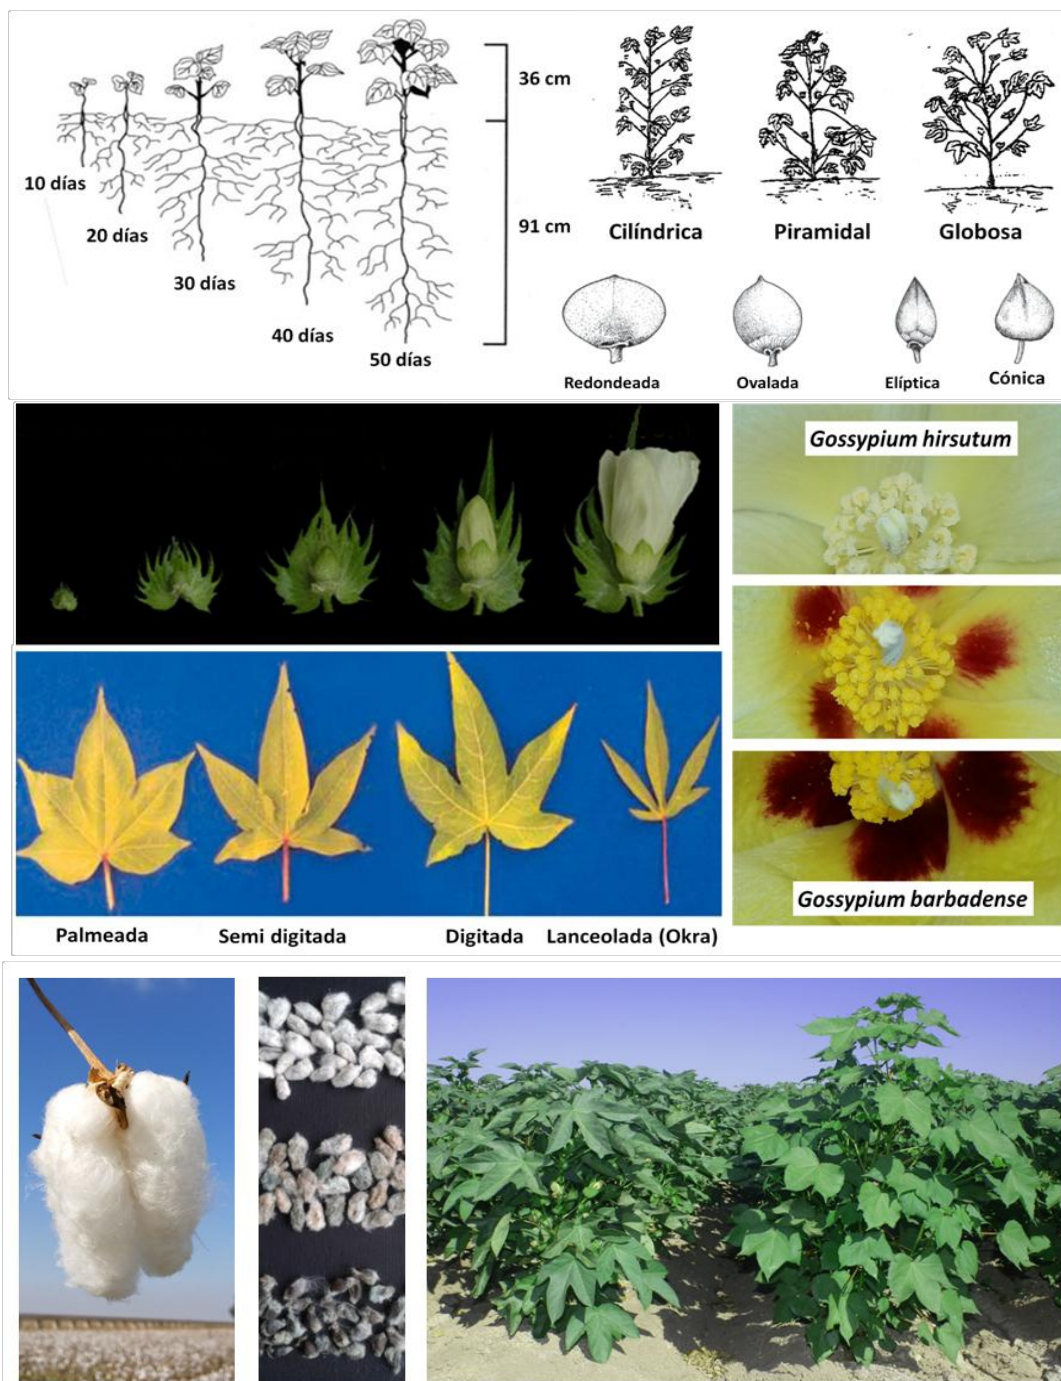 10 días
20 días
30 días
40 días
50 días
36 cm
91 cm
Cilíndrica
Piramidal
Globosa
Redondeada
Ovalada
Elíptica
Cónica
Gossypium hirsutum
Gossypium barbadense
Palmeada
Semi digitada
Digitada
Lanceolada (Okra)